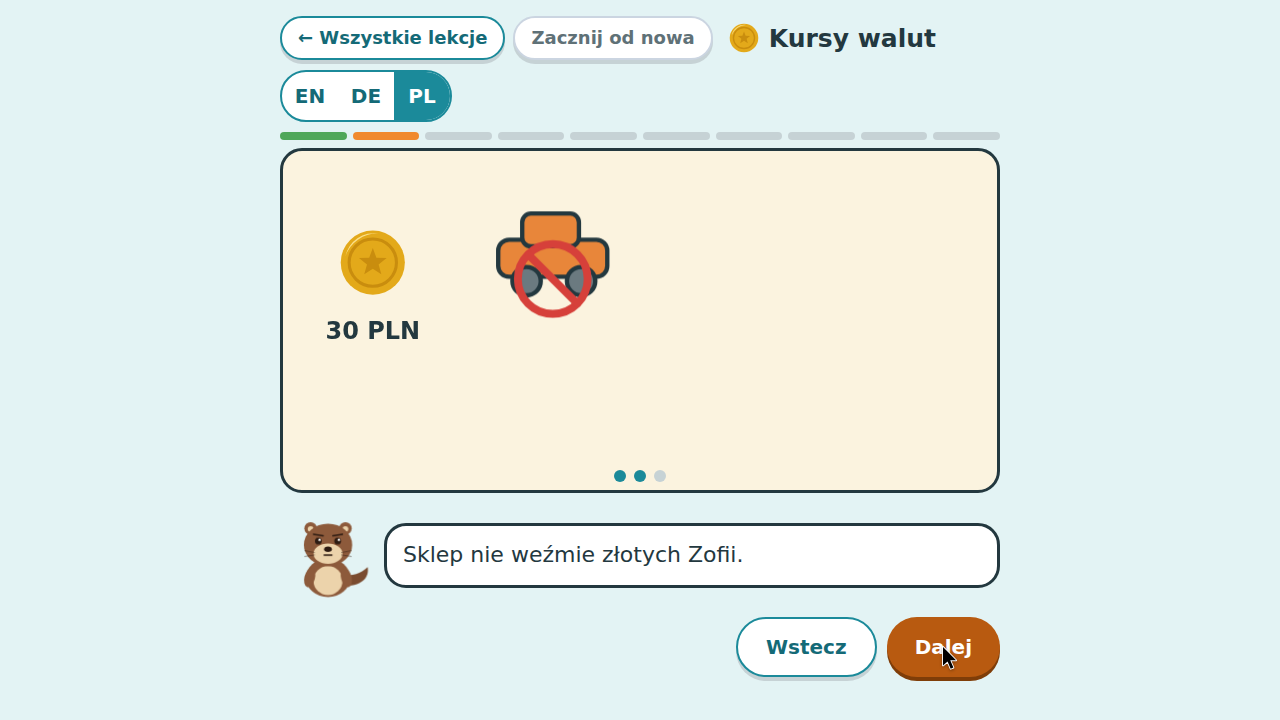 ← Wszystkie lekcje
Zacznij od nowa
Kursy walut
EN DE PL
30 PLN
Sklep nie weźmie złotych Zofii.
Wstecz
Dalej